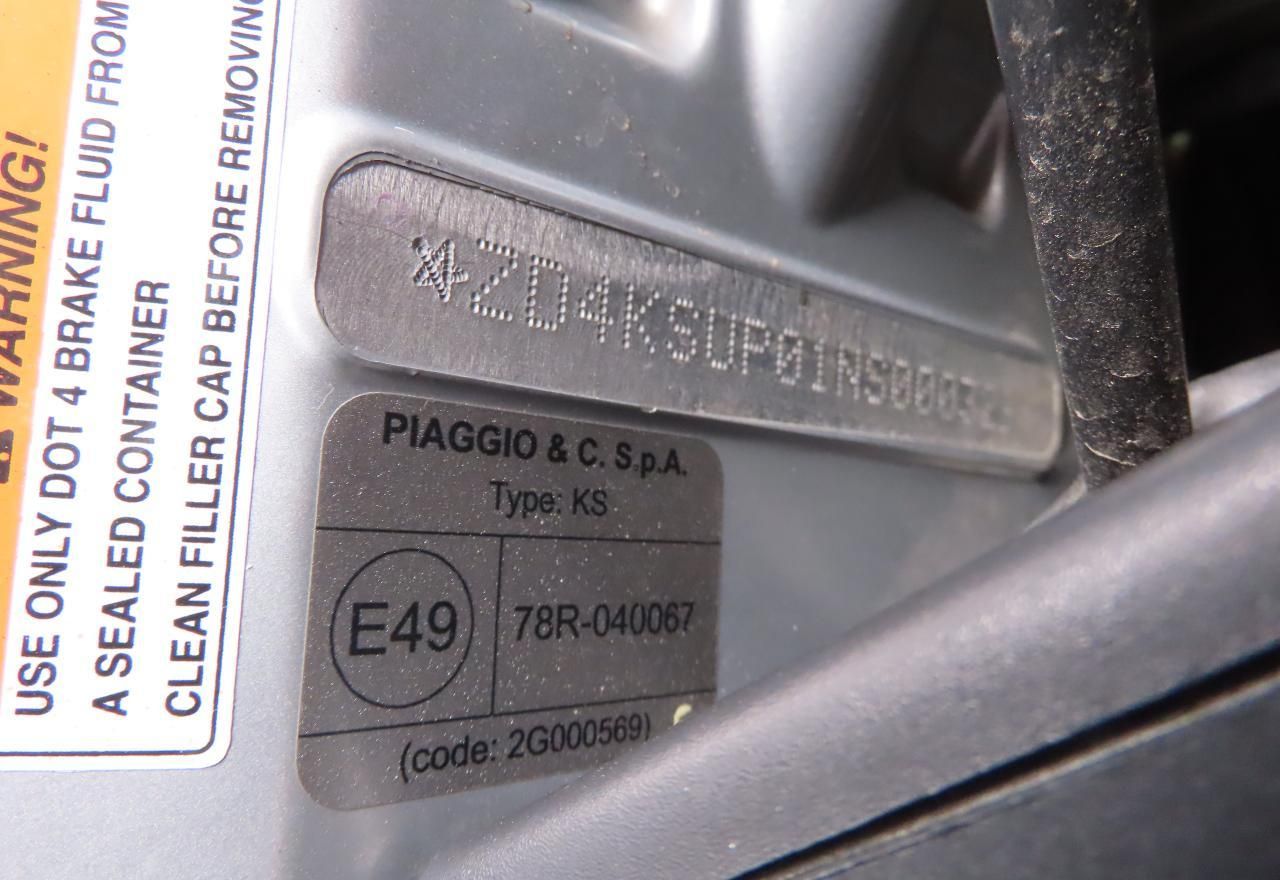 WARNING!
USE ONLY DOT 4 BRAKE FLUID FROM
A SEALED CONTAINER
CLEAN FILLER CAP BEFORE REMOVING
*ZD4KSUP01NS00032
PIAGGIO & C. S.p.A.
Type: KS
E49
78R-040067
(code: 2G000569)